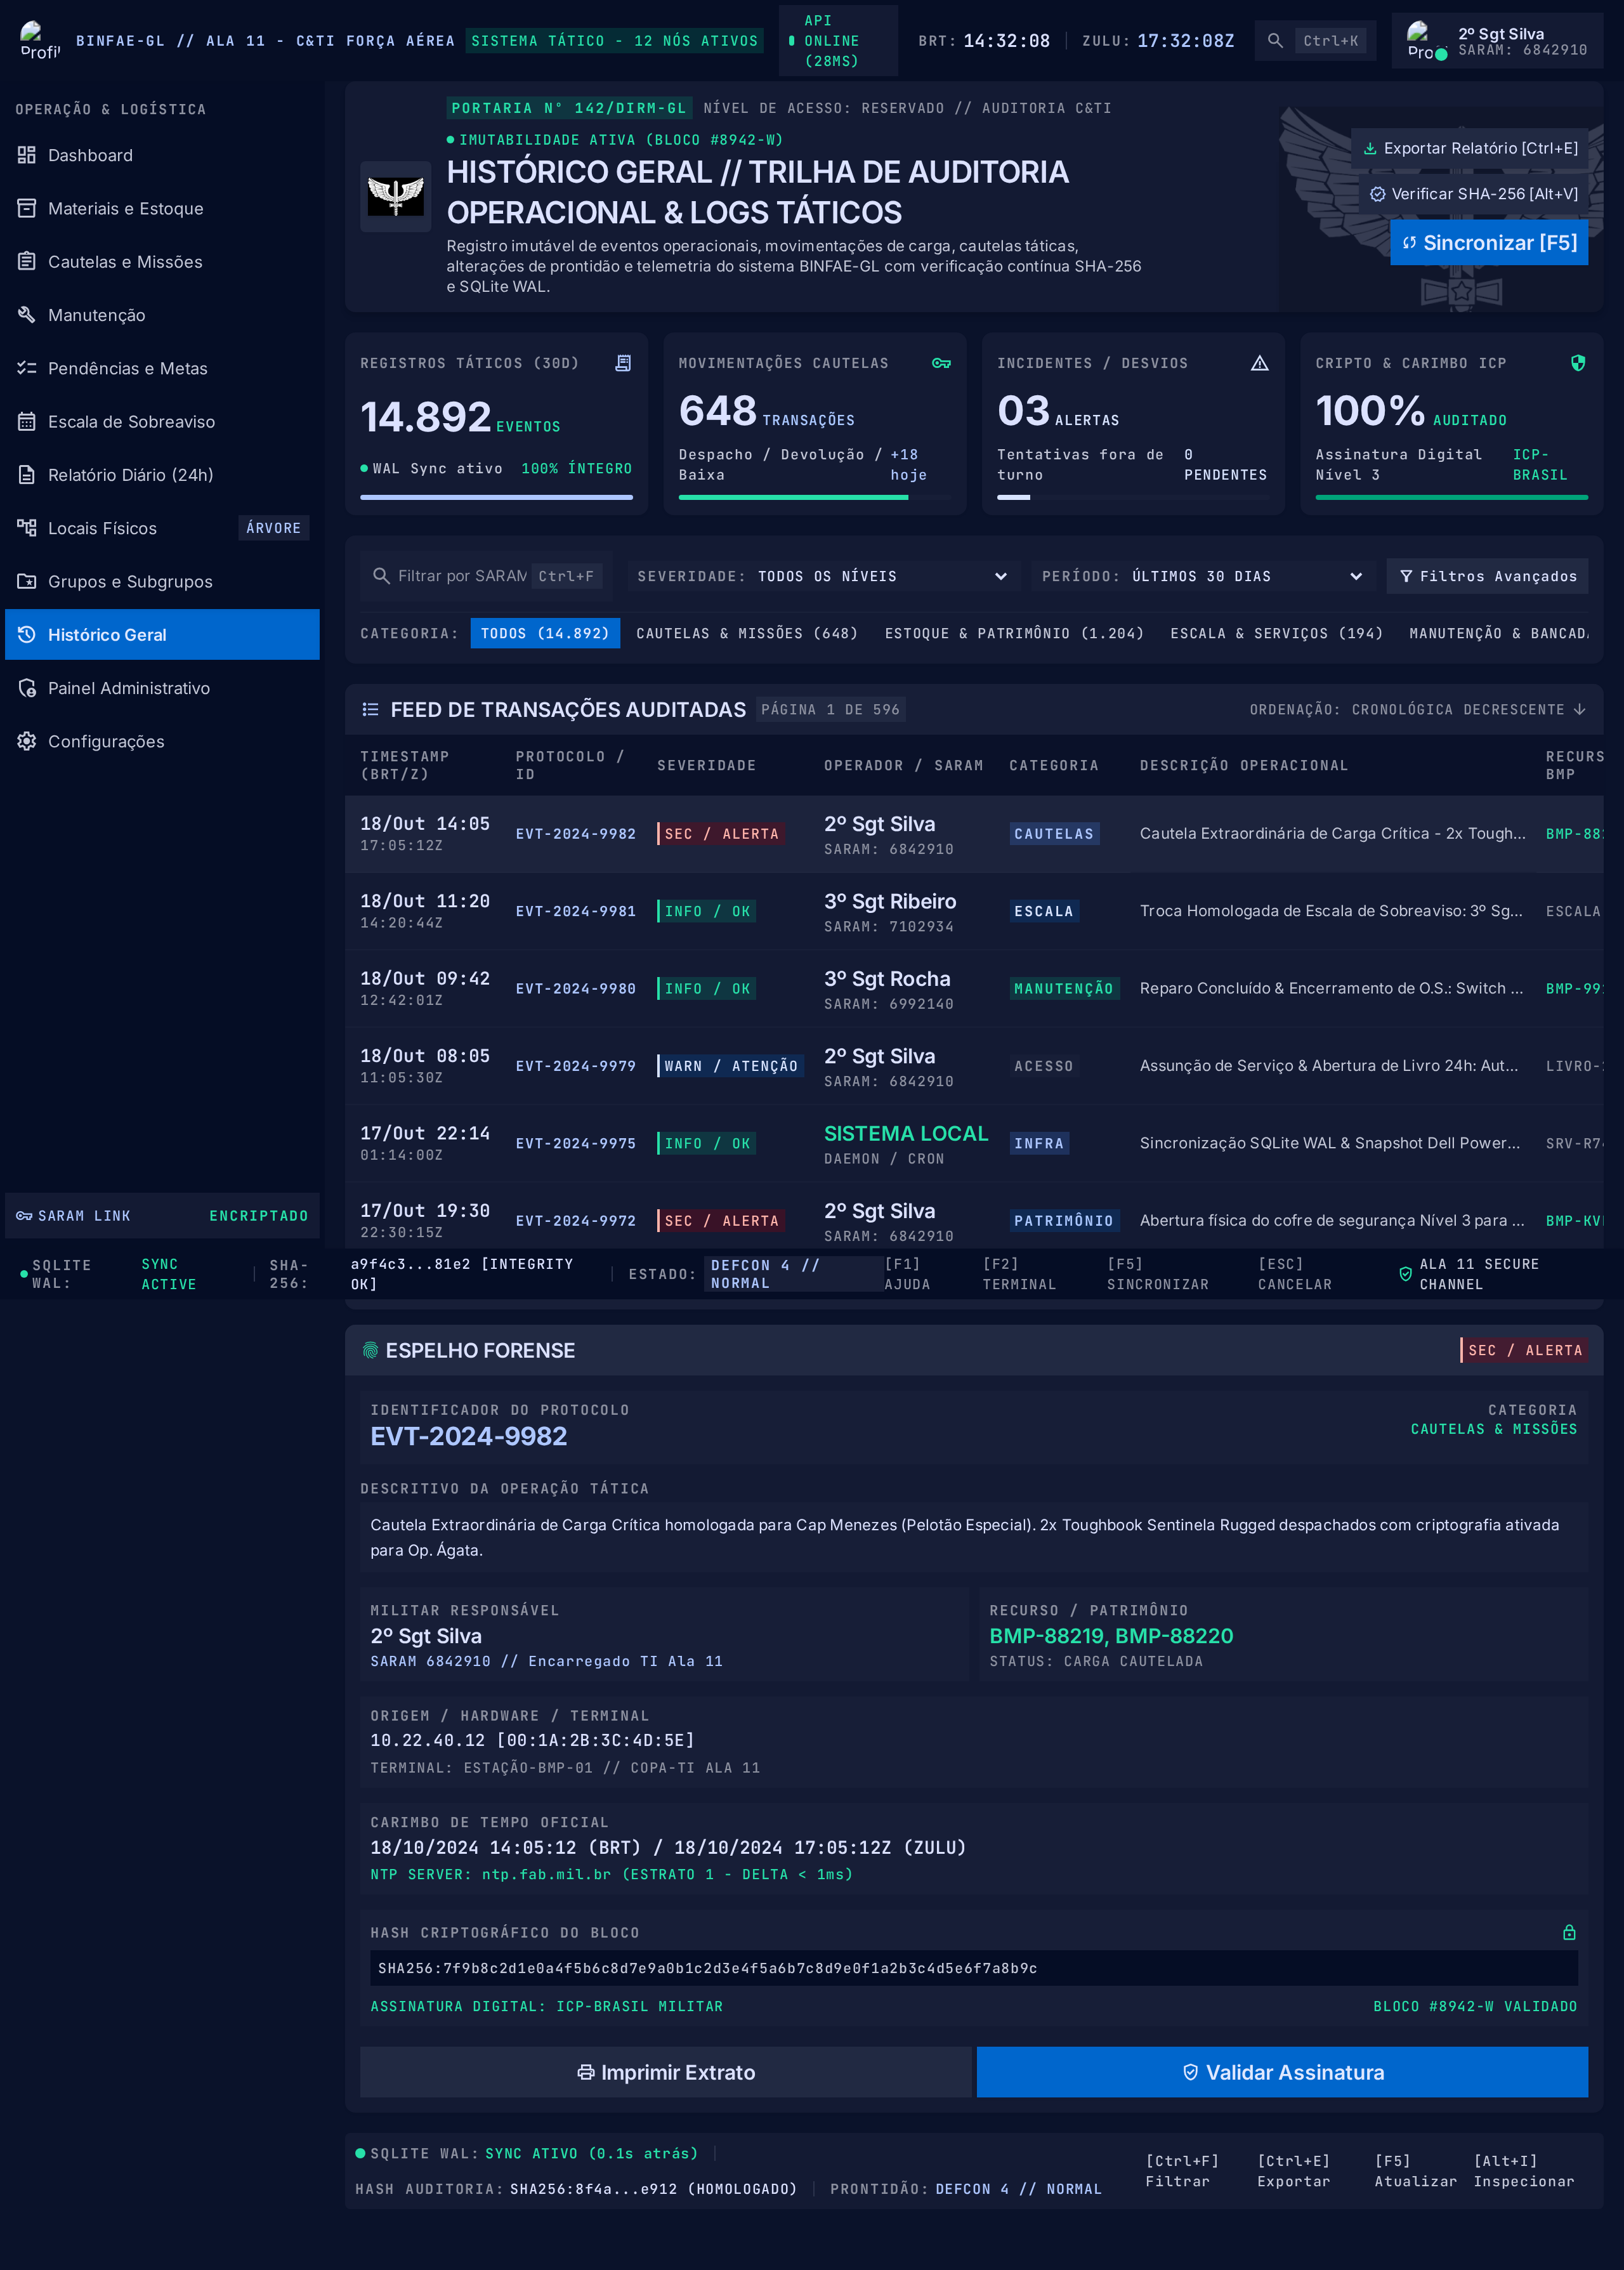 Profil
BINFAE-GL // ALA 11 - C&TI FORÇA AÉREA
SISTEMA TÁTICO - 12 NÓS ATIVOS
API
ONLINE
(28MS)
BRT: 14:32:08
ZULU: 17:32:08Z
Ctrl+K
Pro
2º Sgt Silva
SARAM: 6842910
OPERAÇÃO & LOGÍSTICA
Dashboard
Materiais e Estoque
Cautelas e Missões
Manutenção
Pendências e Metas
Escala de Sobreaviso
Relatório Diário (24h)
Locais Físicos
ÁRVORE
Grupos e Subgrupos
Histórico Geral
Painel Administrativo
Configurações
SARAM LINK
ENCRIPTADO
PORTARIA Nº 142/DIRM-GL
NÍVEL DE ACESSO: RESERVADO // AUDITORIA C&TI
IMUTABILIDADE ATIVA (BLOCO #8942-W)
HISTÓRICO GERAL // TRILHA DE AUDITORIA
OPERACIONAL & LOGS TÁTICOS
Registro imutável de eventos operacionais, movimentações de carga, cautelas táticas,
alterações de prontidão e telemetria do sistema BINFAE-GL com verificação contínua SHA-256
e SQLite WAL.
Exportar Relatório [Ctrl+E]
Verificar SHA-256 [Alt+V]
Sincronizar [F5]
REGISTROS TÁTICOS (30D)
14.892 EVENTOS
WAL Sync ativo
100% ÍNTEGRO
MOVIMENTAÇÕES CAUTELAS
648 TRANSAÇÕES
Despacho / Devolução /
Baixa
+18
hoje
INCIDENTES / DESVIOS
03 ALERTAS
Tentativas fora de
turno
0
PENDENTES
CRIPTO & CARIMBO ICP
100% AUDITADO
Assinatura Digital
Nível 3
ICP-
BRASIL
Filtrar por SARAM
Ctrl+F
SEVERIDADE: TODOS OS NÍVEIS
PERÍODO: ÚLTIMOS 30 DIAS
Filtros Avançados
CATEGORIA:
TODOS (14.892)
CAUTELAS & MISSÕES (648)
ESTOQUE & PATRIMÔNIO (1.204)
ESCALA & SERVIÇOS (194)
MANUTENÇÃO & BANCADA
FEED DE TRANSAÇÕES AUDITADAS
PÁGINA 1 DE 596
ORDENAÇÃO: CRONOLÓGICA DECRESCENTE
TIMESTAMP
(BRT/Z)
PROTOCOLO /
ID
SEVERIDADE
OPERADOR / SARAM
CATEGORIA
DESCRIÇÃO OPERACIONAL
RECURS
BMP
18/Out 14:05
17:05:12Z
EVT-2024-9982
SEC / ALERTA
2º Sgt Silva
SARAM: 6842910
CAUTELAS
Cautela Extraordinária de Carga Crítica - 2x Tough...
BMP-882
18/Out 11:20
14:20:44Z
EVT-2024-9981
INFO / OK
3º Sgt Ribeiro
SARAM: 7102934
ESCALA
Troca Homologada de Escala de Sobreaviso: 3º Sg...
ESCALA
18/Out 09:42
12:42:01Z
EVT-2024-9980
INFO / OK
3º Sgt Rocha
SARAM: 6992140
MANUTENÇÃO
Reparo Concluído & Encerramento de O.S.: Switch ...
BMP-99
18/Out 08:05
11:05:30Z
EVT-2024-9979
WARN / ATENÇÃO
2º Sgt Silva
SARAM: 6842910
ACESSO
Assunção de Serviço & Abertura de Livro 24h: Aut...
LIVRO-
17/Out 22:14
01:14:00Z
EVT-2024-9975
INFO / OK
SISTEMA LOCAL
DAEMON / CRON
INFRA
Sincronização SQLite WAL & Snapshot Dell Power...
SRV-R7
17/Out 19:30
22:30:15Z
EVT-2024-9972
SEC / ALERTA
2º Sgt Silva
SARAM: 6842910
PATRIMÔNIO
Abertura física do cofre de segurança Nível 3 para ...
BMP-KV
SQLITE
WAL:
SYNC
ACTIVE
SHA-
256:
a9f4c3...81e2 [INTEGRITY
OK]
ESTADO:
DEFCON 4 //
NORMAL
[F1]
AJUDA
[F2]
TERMINAL
[F5]
SINCRONIZAR
[ESC]
CANCELAR
ALA 11 SECURE
CHANNEL
ESPELHO FORENSE
SEC / ALERTA
IDENTIFICADOR DO PROTOCOLO
EVT-2024-9982
CATEGORIA
CAUTELAS & MISSÕES
DESCRITIVO DA OPERAÇÃO TÁTICA
Cautela Extraordinária de Carga Crítica homologada para Cap Menezes (Pelotão Especial). 2x Toughbook Sentinela Rugged despachados com criptografia ativada
para Op. Ágata.
MILITAR RESPONSÁVEL
2º Sgt Silva
SARAM 6842910 // Encarregado TI Ala 11
RECURSO / PATRIMÔNIO
BMP-88219, BMP-88220
STATUS: CARGA CAUTELADA
ORIGEM / HARDWARE / TERMINAL
10.22.40.12 [00:1A:2B:3C:4D:5E]
TERMINAL: ESTAÇÃO-BMP-01 // COPA-TI ALA 11
CARIMBO DE TEMPO OFICIAL
18/10/2024 14:05:12 (BRT) / 18/10/2024 17:05:12Z (ZULU)
NTP SERVER: ntp.fab.mil.br (ESTRATO 1 - DELTA < 1ms)
HASH CRIPTOGRÁFICO DO BLOCO
SHA256:7f9b8c2d1e0a4f5b6c8d7e9a0b1c2d3e4f5a6b7c8d9e0f1a2b3c4d5e6f7a8b9c
ASSINATURA DIGITAL: ICP-BRASIL MILITAR
BLOCO #8942-W VALIDADO
Imprimir Extrato
Validar Assinatura
SQLITE WAL: SYNC ATIVO (0.1s atrás)
HASH AUDITORIA: SHA256:8f4a...e912 (HOMOLOGADO)
PRONTIDÃO: DEFCON 4 // NORMAL
[Ctrl+F]
Filtrar
[Ctrl+E]
Exportar
[F5]
Atualizar
[Alt+I]
Inspecionar